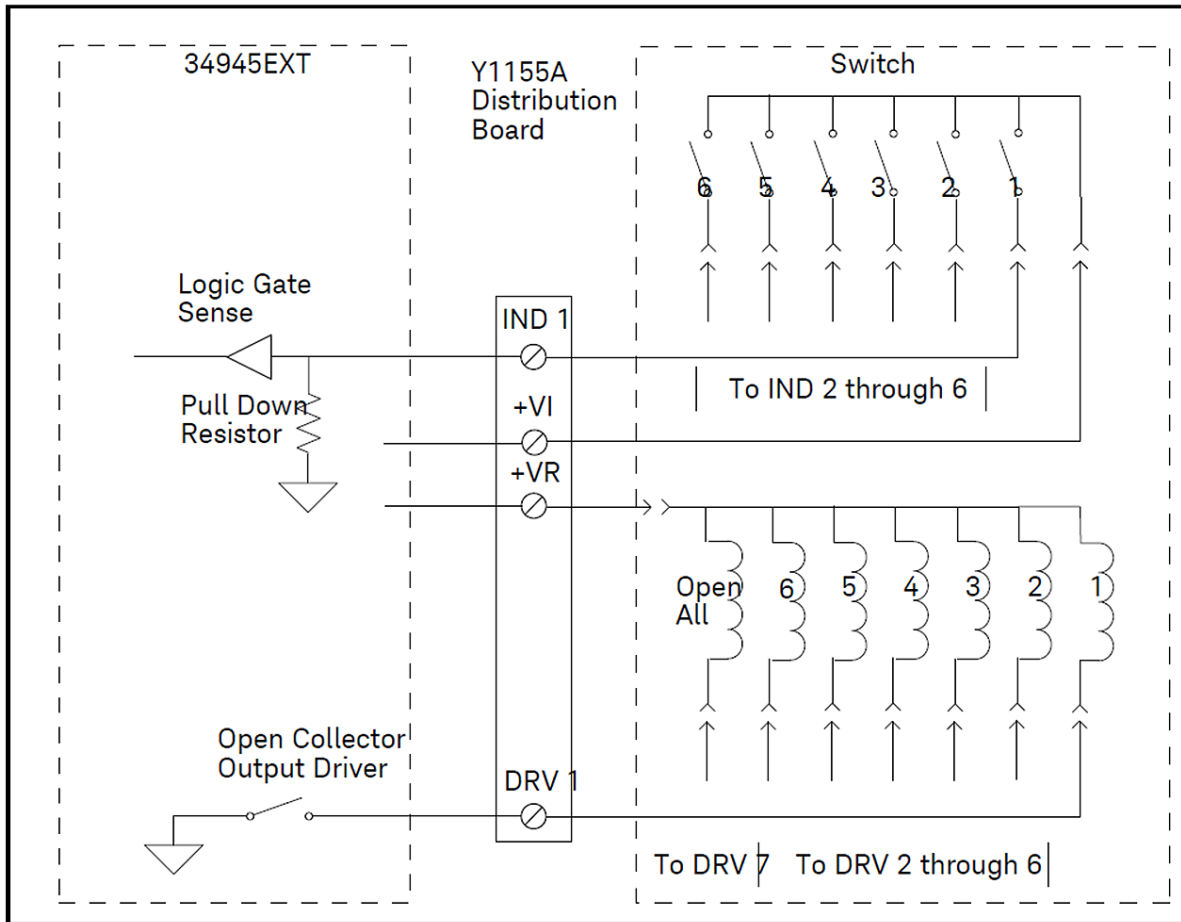 34945EXT
Y1155A
Distribution
Board
Switch
6 5 4 3 2 1
Logic Gate
Sense
IND 1
Pull Down
Resistor
To IND 2 through 6
+VI
+VR
Open
All
6 5 4 3 2 1
Open Collector
Output Driver
DRV 1
To DRV 7
To DRV 2 through 6